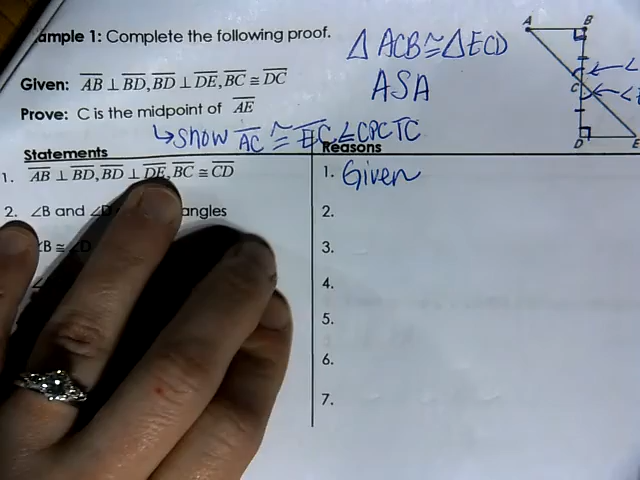 ample 1: Complete the following proof.
△ ACB ≅ △ ECD
Given: AB ⊥ BD, BD ⊥ DE, BC ≅ DC
ASA
Prove: C is the midpoint of AE
↳ show AC ≅ EC ∠CPCTC
A
B
C
D
E
Statements
Reasons
1. AB ⊥ BD, BD ⊥ DE, BC ≅ CD
1. Given
2. ∠B and angles
2.
∠B ≅ ∠D
3.
4.
5.
6.
7.